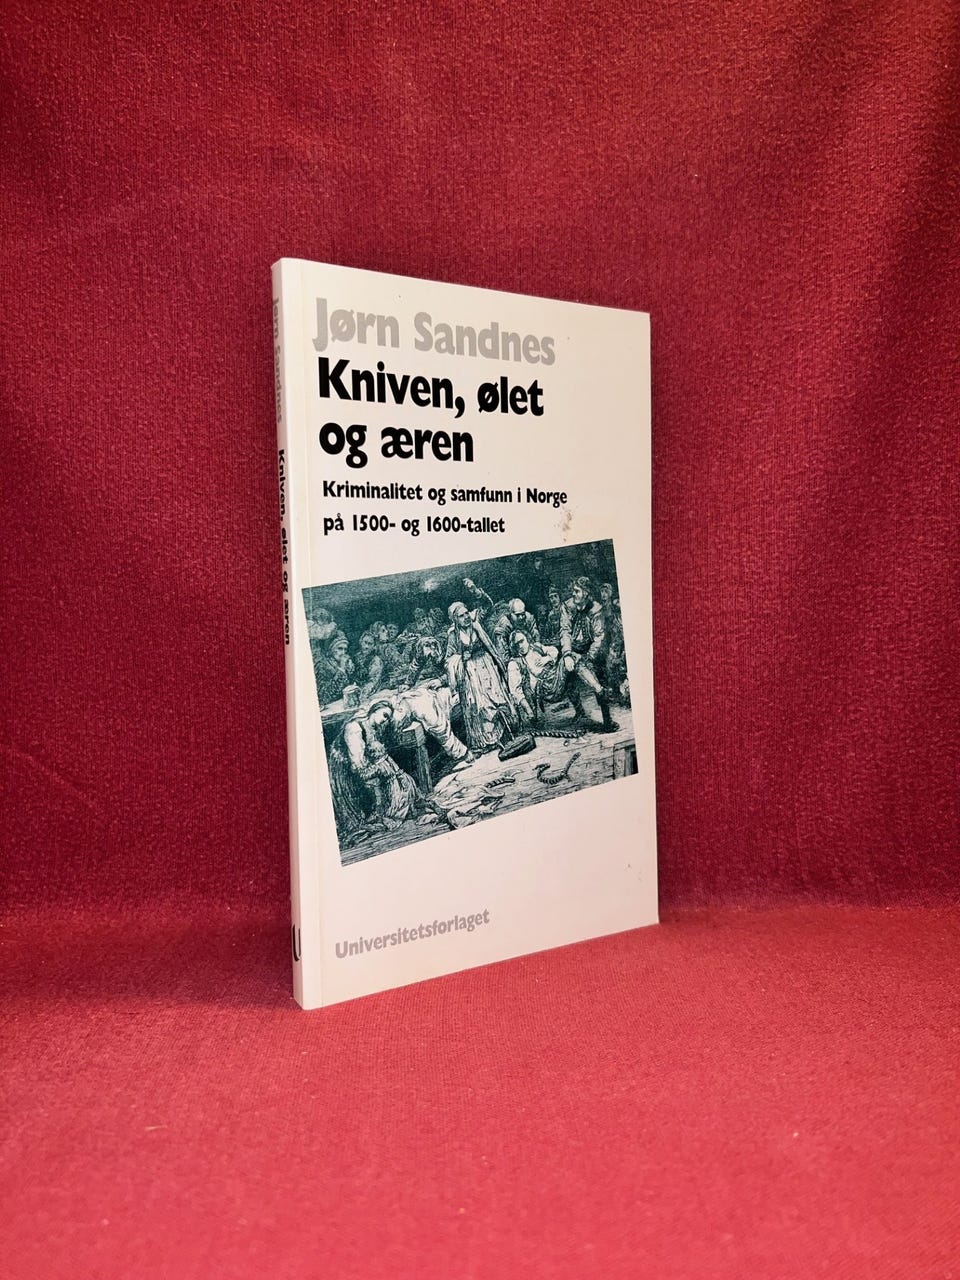 Jørn Sandnes
Kniven, ølet
og æren
Kriminalitet og samfunn i Norge
på 1500- og 1600-tallet
Universitetsforlaget
Jørn Sandnes Kniven, ølet og æren
U